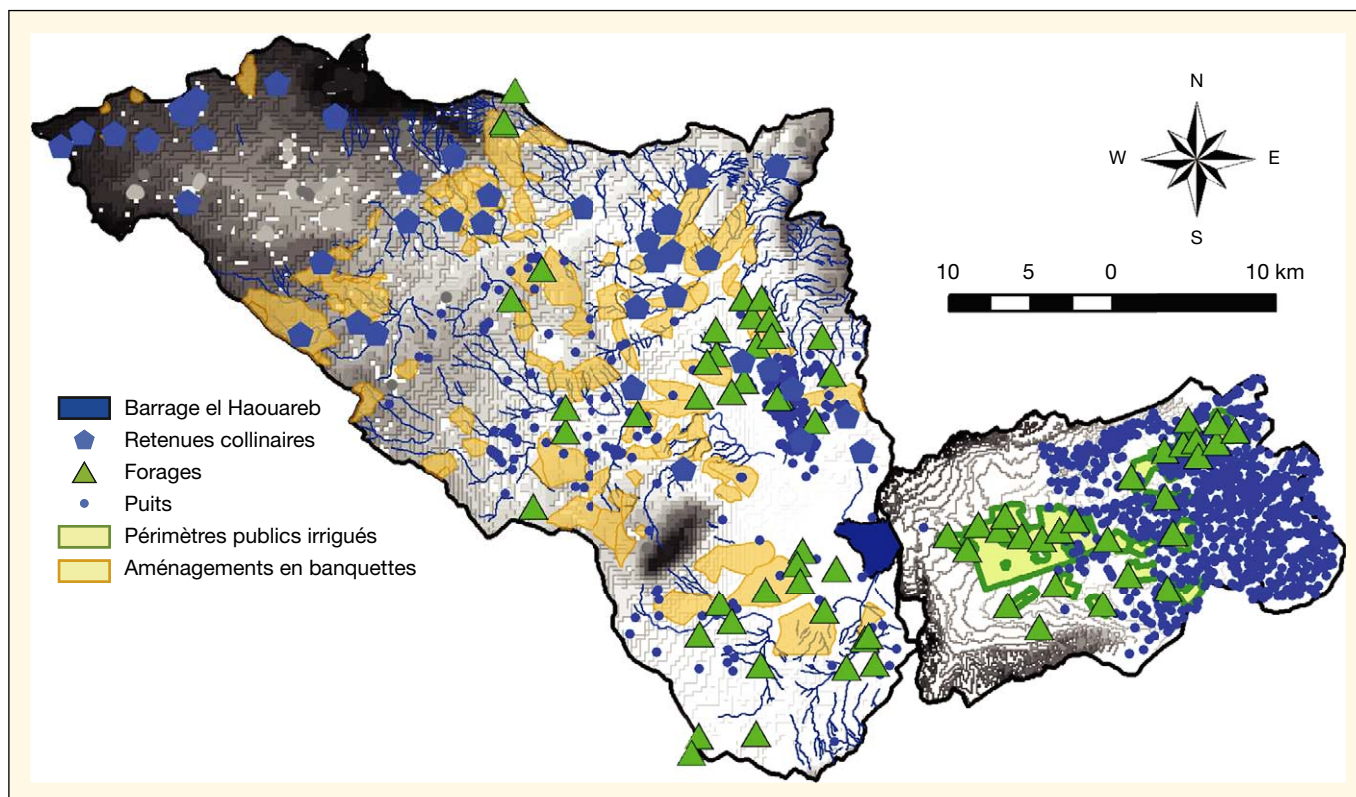 N
W E
S
10 5 0 10 km
Barrage el Haouareb
Retenues collinaires
Forages
Puits
Périmètres publics irrigués
Aménagements en banquettes